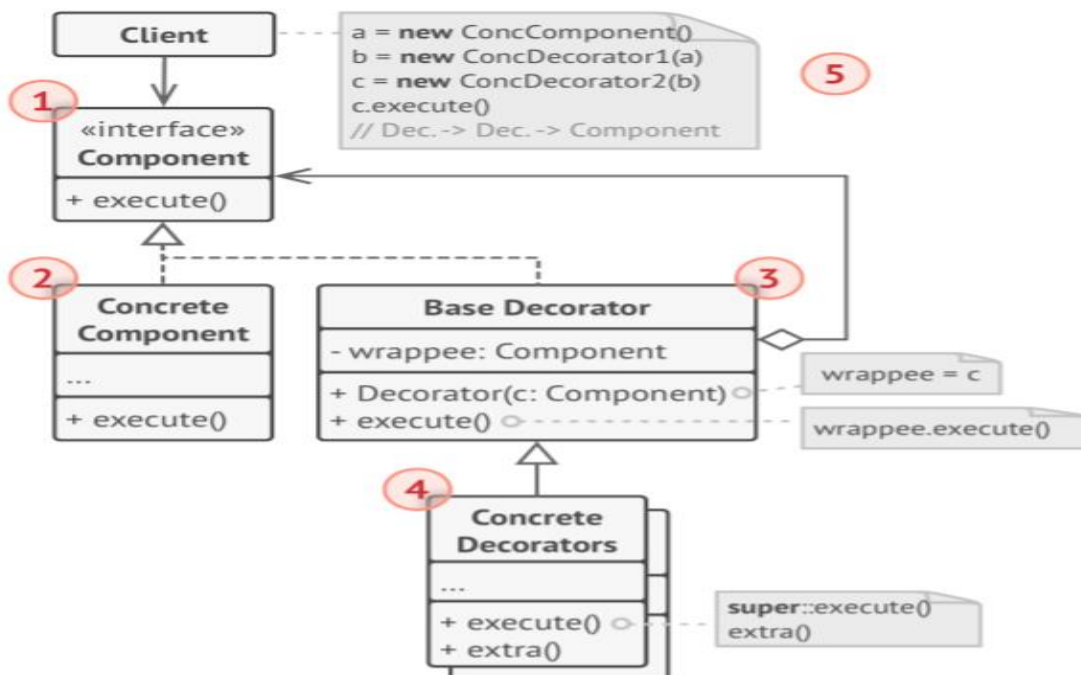 Client
a = new ConcComponent()
b = new ConcDecorator1(a)
c = new ConcDecorator2(b)
c.execute()
// Dec. -> Dec. -> Component
5
1
«interface»
Component
+ execute()
2
Concrete
Component
...
+ execute()
3
Base Decorator
- wrappee: Component
+ Decorator(c: Component)
+ execute()
wrappee = c
wrappee.execute()
4
Concrete
Decorators
...
+ execute()
+ extra()
super::execute()
extra()